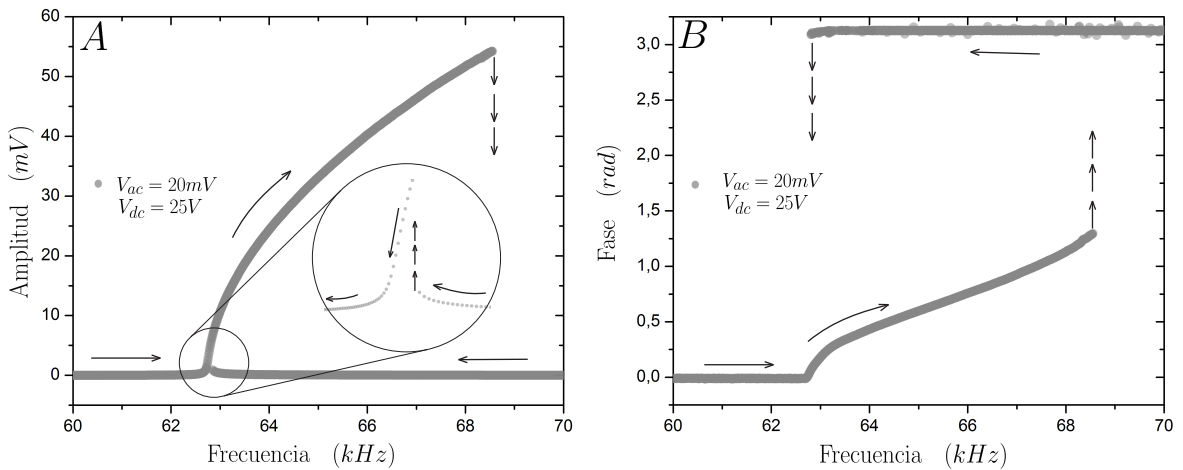 A
60
50
40
30
20
10
0
Amplitud (mV)
V_ac = 20mV
V_dc = 25V
60 62 64 66 68 70
Frecuencia (kHz)
B
3,0
2,5
2,0
1,5
1,0
0,5
0,0
Fase (rad)
V_ac = 20mV
V_dc = 25V
60 62 64 66 68 70
Frecuencia (kHz)